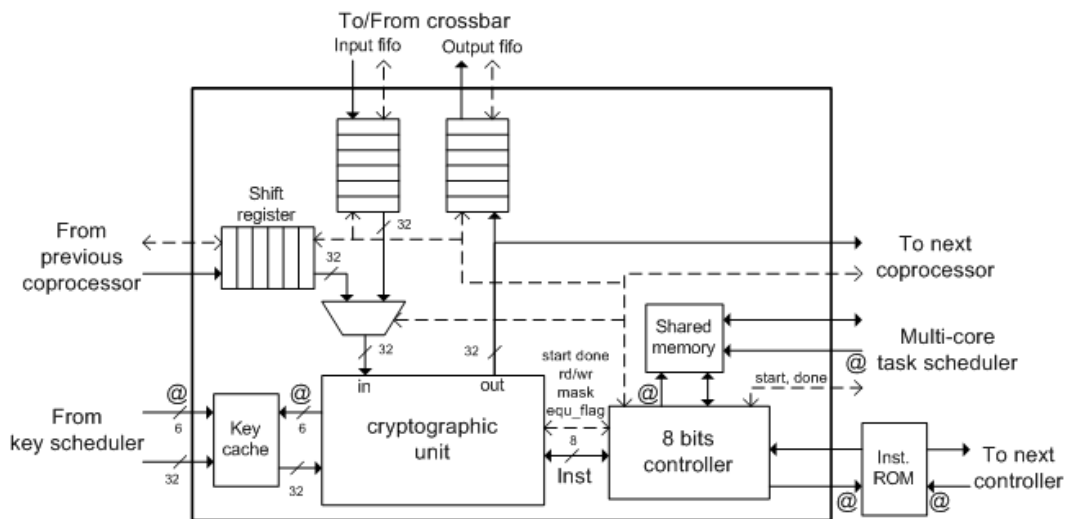 To/From crossbar
Input fifo
Output fifo
Shift
register
32
From
previous
coprocessor
32
To next
coprocessor
Shared
memory
Multi-core
@ task scheduler
32
32
start done
rd/wr
mask
equ_flag
start, done
in
out
@
@
@
From
key scheduler
6
Key
cache
6
cryptographic
unit
8
Inst
8 bits
controller
Inst.
ROM
To next
controller
32
32
@
@